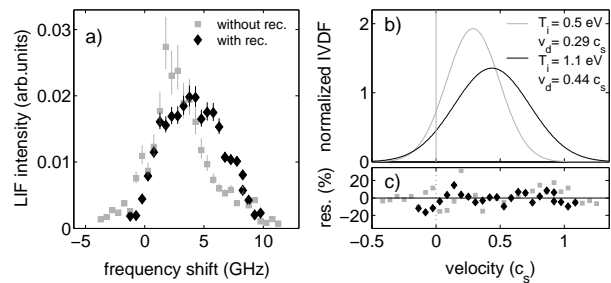 a)
without rec.
with rec.
LIF intensity (arb.units)
0.03
0.02
0.01
0
−5
0
5
10
frequency shift (GHz)
b)
T_i = 0.5 eV
v_d = 0.29 c_s
T_i = 1.1 eV
v_d = 0.44 c_s
normalized IVDF
2
1
0
c)
res. (%)
20
0
−20
−0.5
0
0.5
1
velocity (c_s)